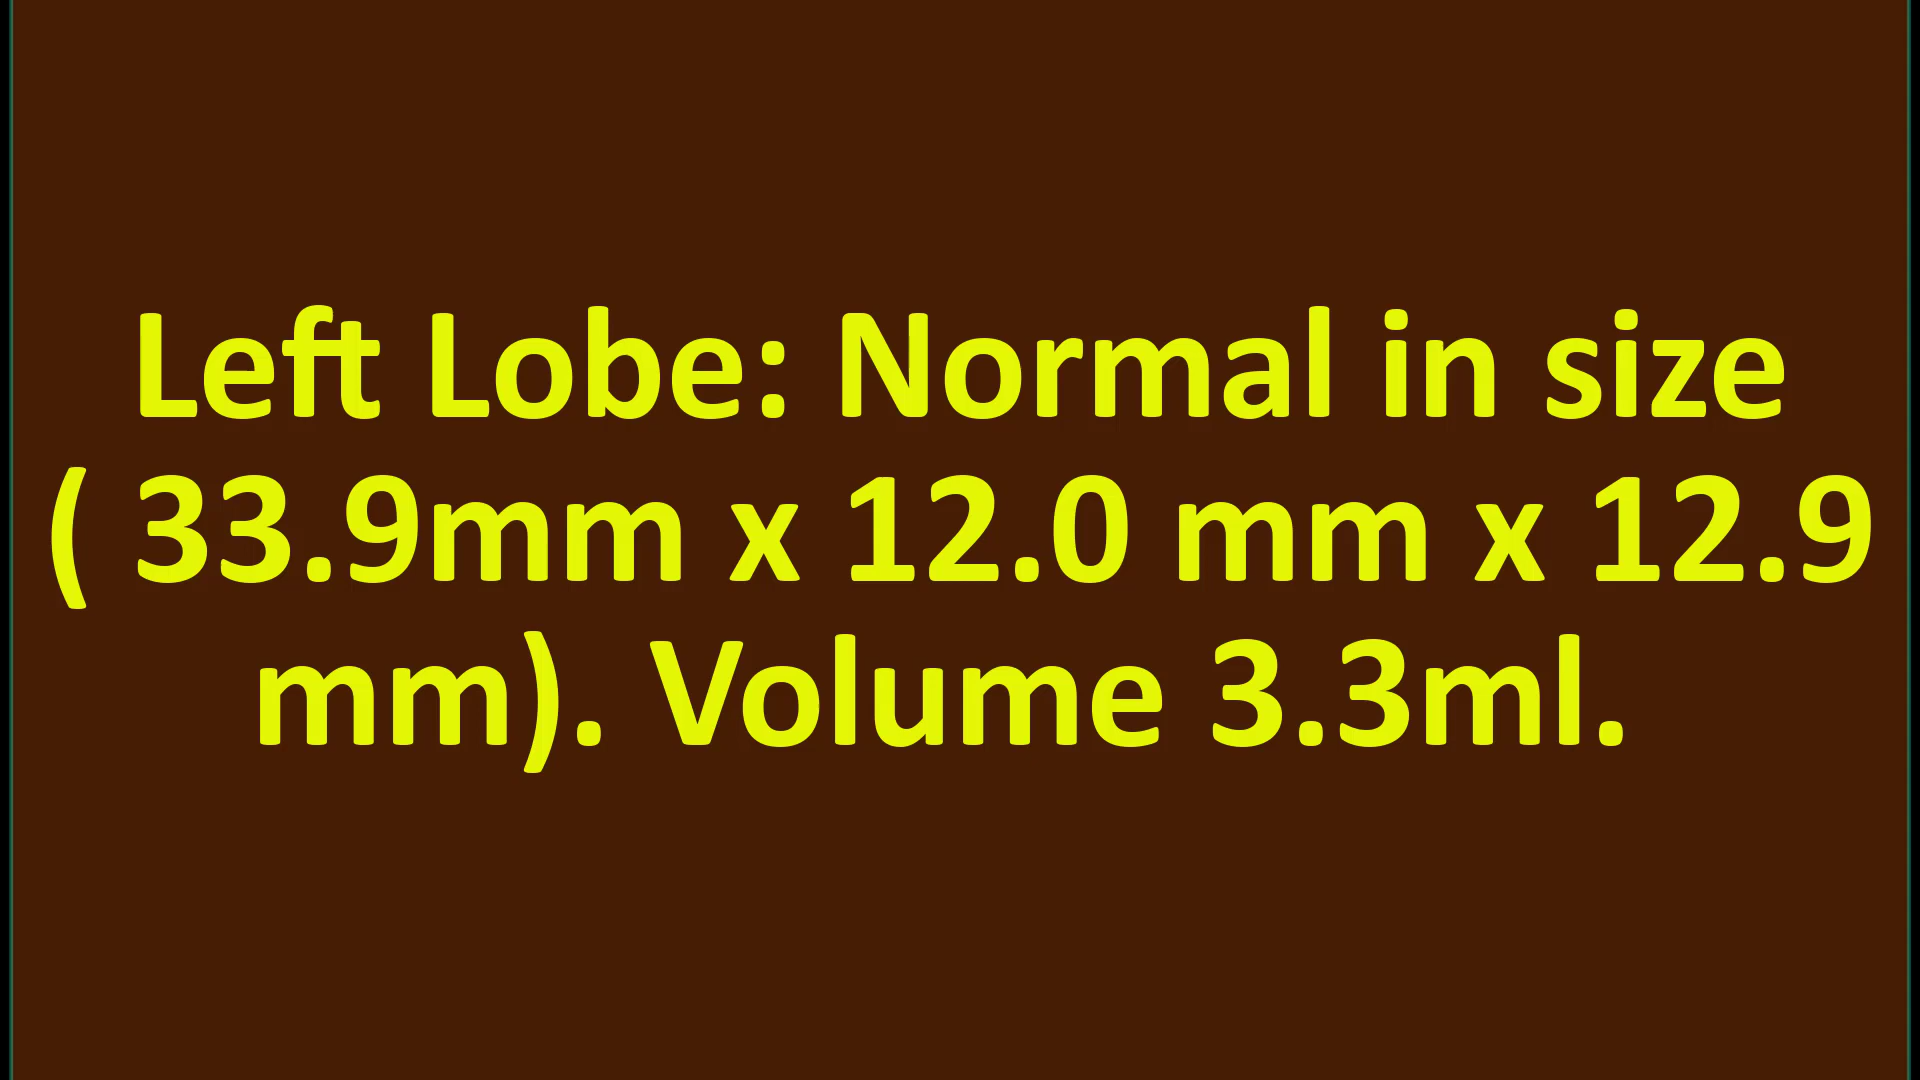 Left Lobe: Normal in size
( 33.9mm x 12.0 mm x 12.9
mm). Volume 3.3ml.